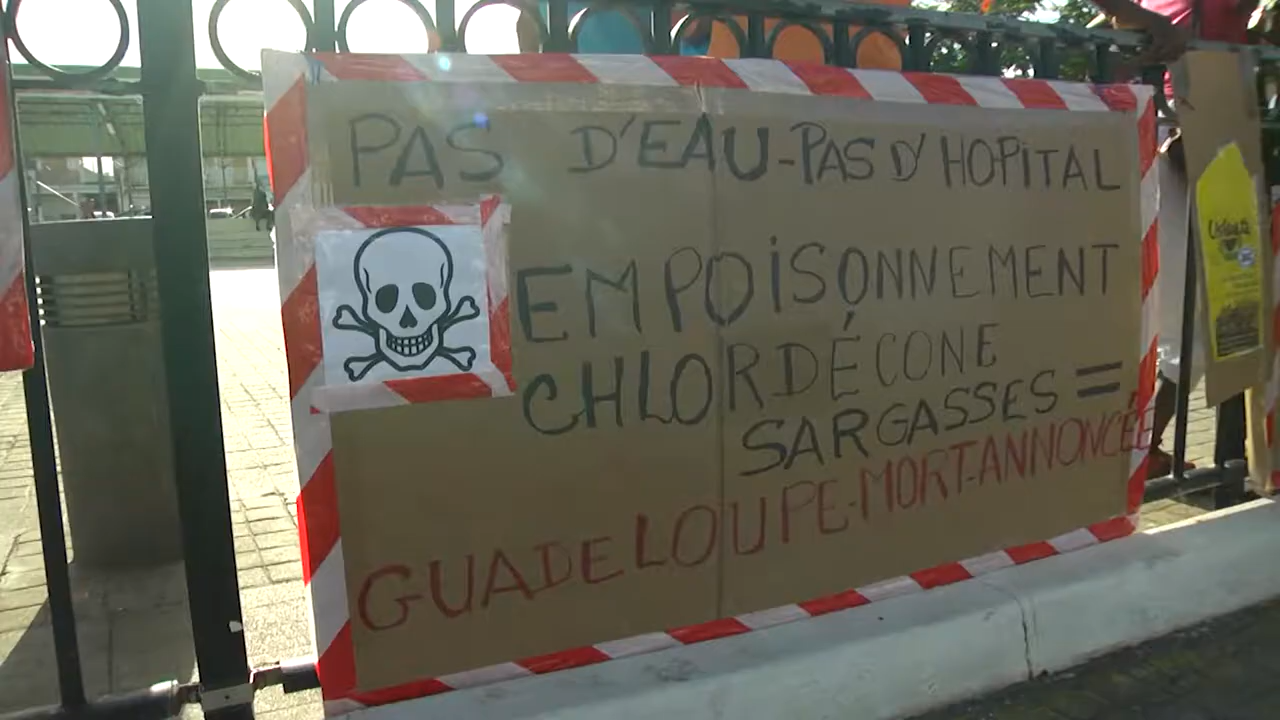 PAS D'EAU-PAS D'HOPITAL
EMPOISONNEMENT
CHLORDÉCONE
SARGASSES =
GUADELOUPE-MORT-ANNONCÉE